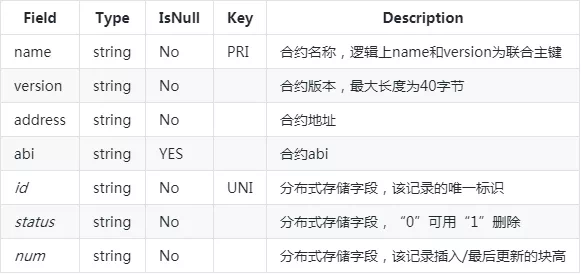 Field Type IsNull Key Description
name string No PRI 合约名称，逻辑上name和version为联合主键
version string No 合约版本，最大长度为40字节
address string No 合约地址
abi string YES 合约abi
id string No UNI 分布式存储字段，该记录的唯一标识
status string No 分布式存储字段，“0”可用“1”删除
num string No 分布式存储字段，该记录插入/最后更新的块高